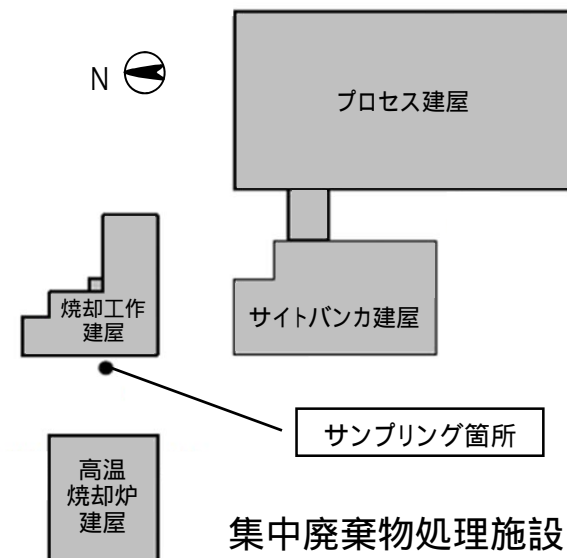 N
プロセス建屋
焼却工作
建屋
サイトバンカ建屋
サンプリング箇所
高温
焼却炉
建屋
集中廃棄物処理施設